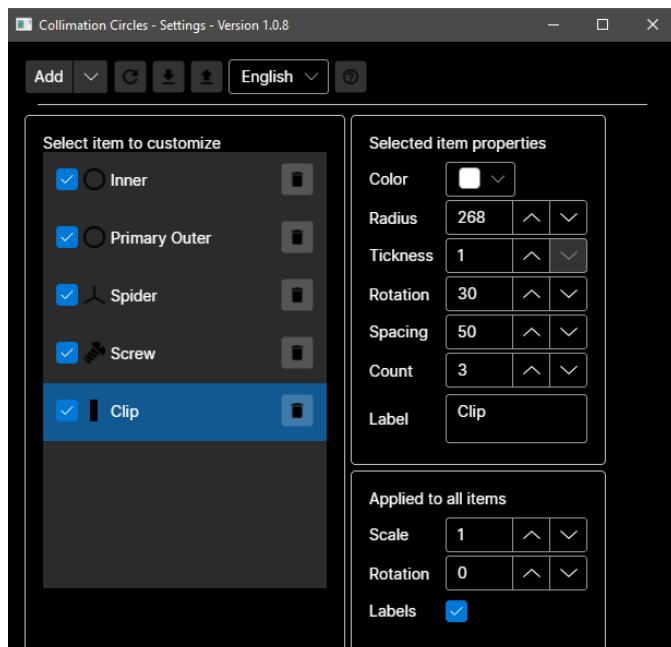 Collimation Circles - Settings - Version 1.0.8
Add
English
Select item to customize
Inner
Primary Outer
Spider
Screw
Clip
Selected item properties
Color
Radius 268
Tickness 1
Rotation 30
Spacing 50
Count 3
Label Clip
Applied to all items
Scale 1
Rotation 0
Labels